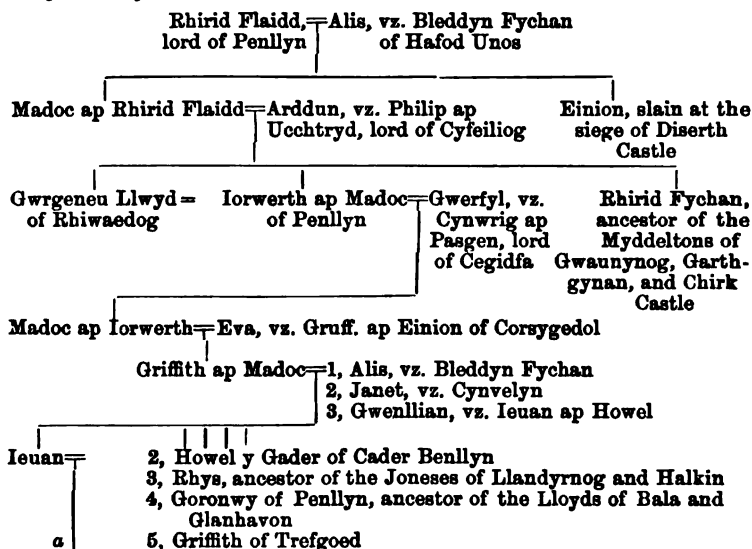 Rhirid Flaidd,=Alis, vz. Bleddyn Fychan
lord of Penllyn of Hafod Unos
Madoc ap Rhirid Flaidd=Arddun, vz. Philip ap Einion, slain at the
Ucchtryd, lord of Cyfeiliog siege of Diserth
Castle
Gwrgeneu Llwyd= Iorwerth ap Madoc=Gwerfyl, vz. Rhirid Fychan,
of Rhiwaedog of Penllyn Cynwrig ap ancestor of the
Pasgen, lord Myddeltons of
of Cegidfa Gwaunynog, Garth-
gynan, and Chirk
Castle
Madoc ap Iorwerth=Eva, vz. Gruff. ap Einion of Corsygedol
Griffith ap Madoc=1, Alis, vz. Bleddyn Fychan
2, Janet, vz. Cynvelyn
3, Gwenllian, vz. Ieuan ap Howel
Ieuan= 2, Howel y Gader of Cader Benllyn
3, Rhys, ancestor of the Joneses of Llandyrnog and Halkin
4, Goronwy of Penllyn, ancestor of the Lloyds of Bala and
Glanhavon
a 5, Griffith of Trefgoed